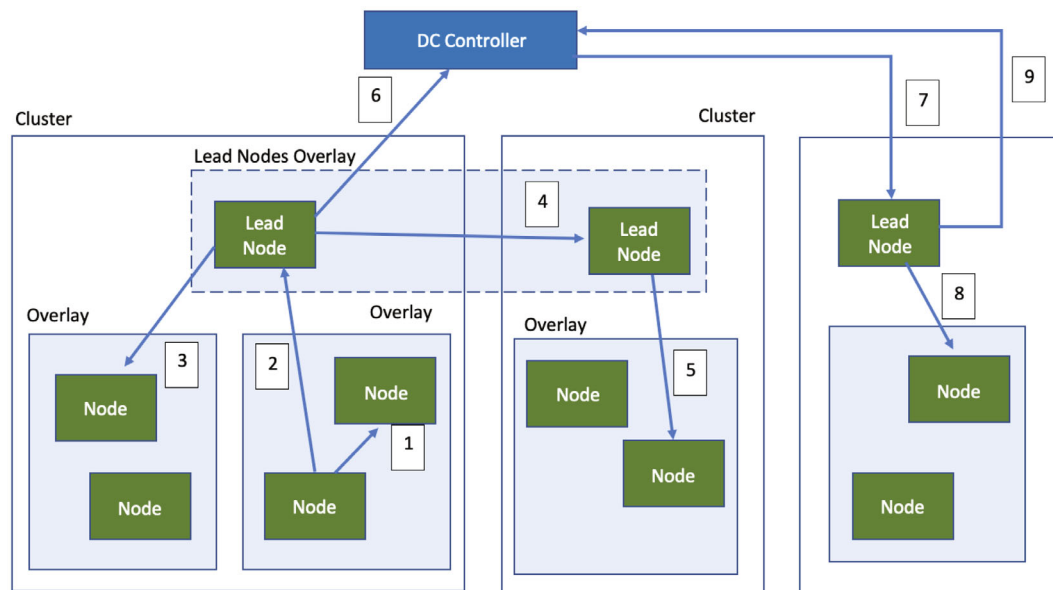 DC Controller
6
7
9
Cluster
Cluster
Lead Nodes Overlay
4
Lead
Node
Lead
Node
Lead
Node
8
Overlay
Overlay
Overlay
3
2
5
Node
Node
1
Node
Node
Node
Node
Node
Node